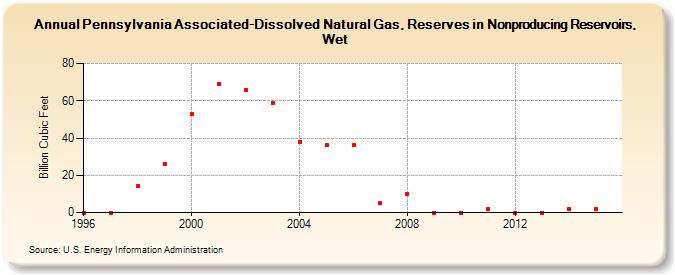 Annual Pennsylvania Associated-Dissolved Natural Gas, Reserves in Nonproducing Reservoirs,
Wet
Billion Cubic Feet
80
60
40
20
0
1996 2000 2004 2008 2012
Source: U.S. Energy Information Administration